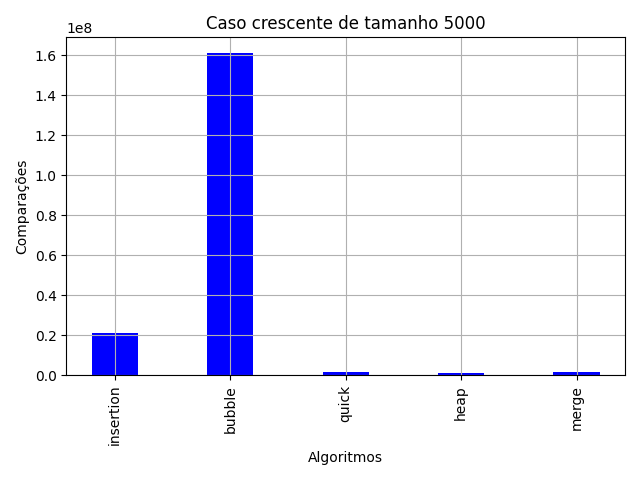 Caso crescente de tamanho 5000
1e8
1.6
1.4
1.2
1.0
0.8
0.6
0.4
0.2
0.0
Comparações
insertion
bubble
quick
heap
merge
Algoritmos